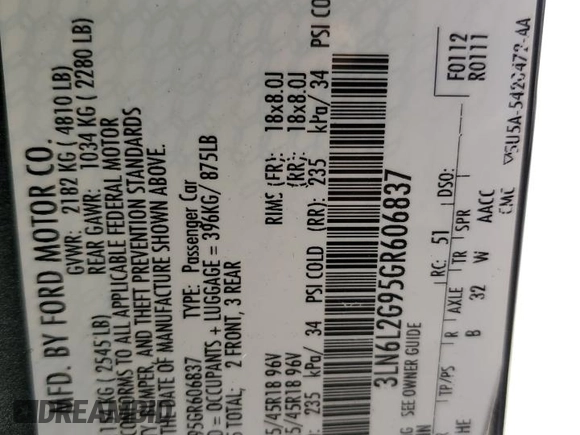 MFD. BY FORD MOTOR CO.
GVWR: 2182 KG ( 4810 LB)
KG ( 2545 LB) REAR GAWR: 1034 KG ( 2280 LB)
CONFORMS TO ALL APPLICABLE FEDERAL MOTOR
BUMPER, AND THEFT PREVENTION STANDARDS
THE DATE OF MANUFACTURE SHOWN ABOVE.
95GR606837 TYPE: Passenger Car
= OCCUPANTS + LUGGAGE = 396KG/ 875LB
TOTAL; 2 FRONT, 3 REAR
5/45R18 96V RIMS (FR): 18x8.0J
5/45R18 96V (RR): 18x8.0J
235 kPa/ 34 PSI COLD (RR): 235 kPa/ 34 PSI CO
3LN6L2G95GR606837
SEE OWNER GUIDE
RC: 51 DSO: F0112
R0111
TP/PS R AXLE TR SPR
HE B 32 W AACC
DREAMBID